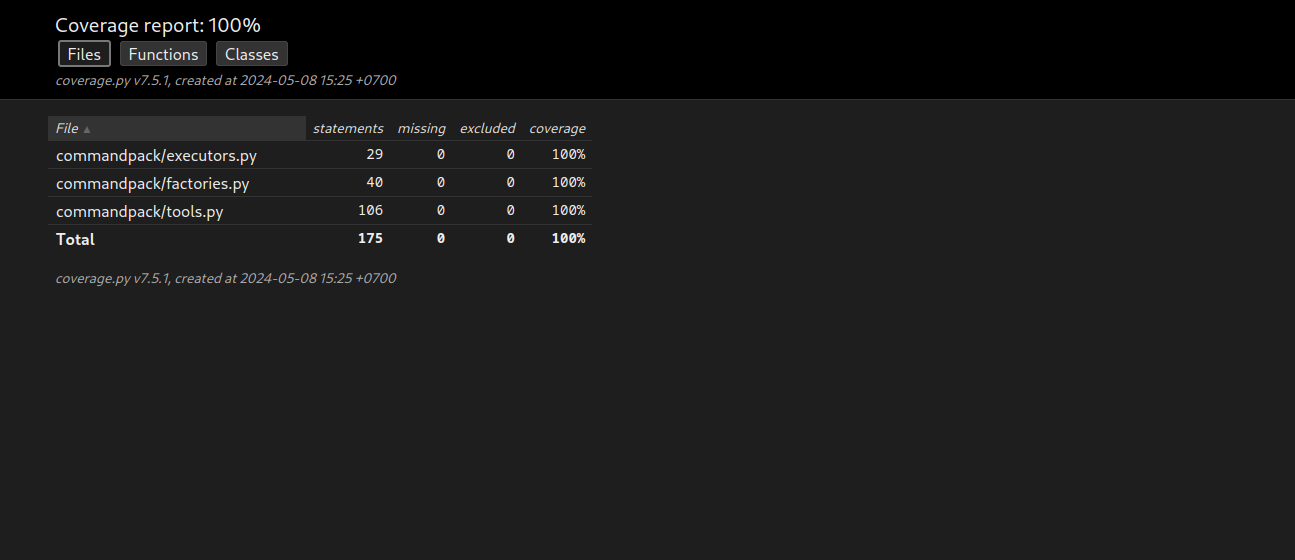 Coverage report: 100%
Files Functions Classes
coverage.py v7.5.1, created at 2024-05-08 15:25 +0700
File ▲ statements missing excluded coverage
commandpack/executors.py 29 0 0 100%
commandpack/factories.py 40 0 0 100%
commandpack/tools.py 106 0 0 100%
Total 175 0 0 100%
coverage.py v7.5.1, created at 2024-05-08 15:25 +0700